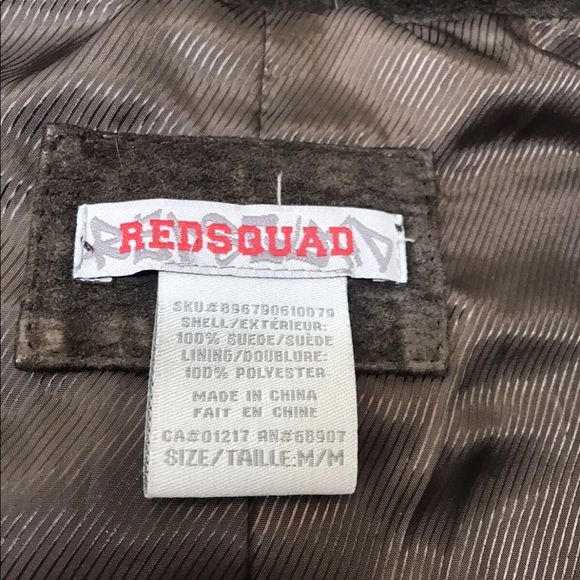 REDSQUAD
SKU#896790610079
SHELL/EXTÉRIEUR:
100% SUEDE/SUÈDE
LINING/DOUBLURE:
100% POLYESTER
MADE IN CHINA
FAIT EN CHINE
CA#01217 RN#68907
SIZE/TAILLE:M/M